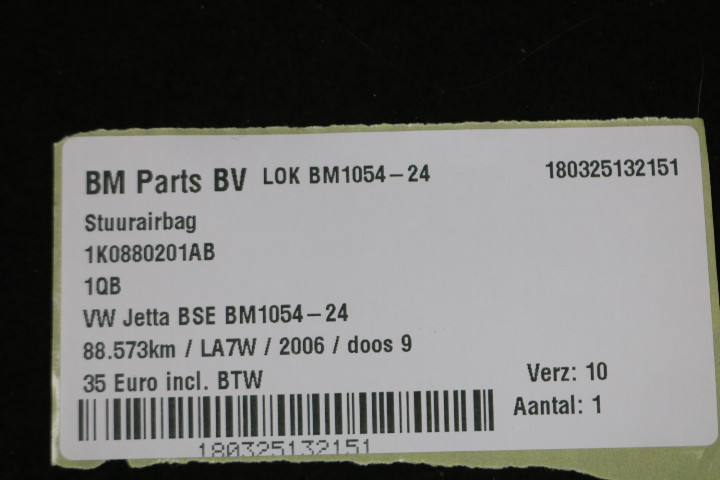 BM Parts BV LOK BM1054-24 180325132151
Stuurairbag
1K0880201AB
1QB
VW Jetta BSE BM1054-24
88.573km / LA7W / 2006 / doos 9
35 Euro incl. BTW Verz: 10
Aantal: 1
180325132151